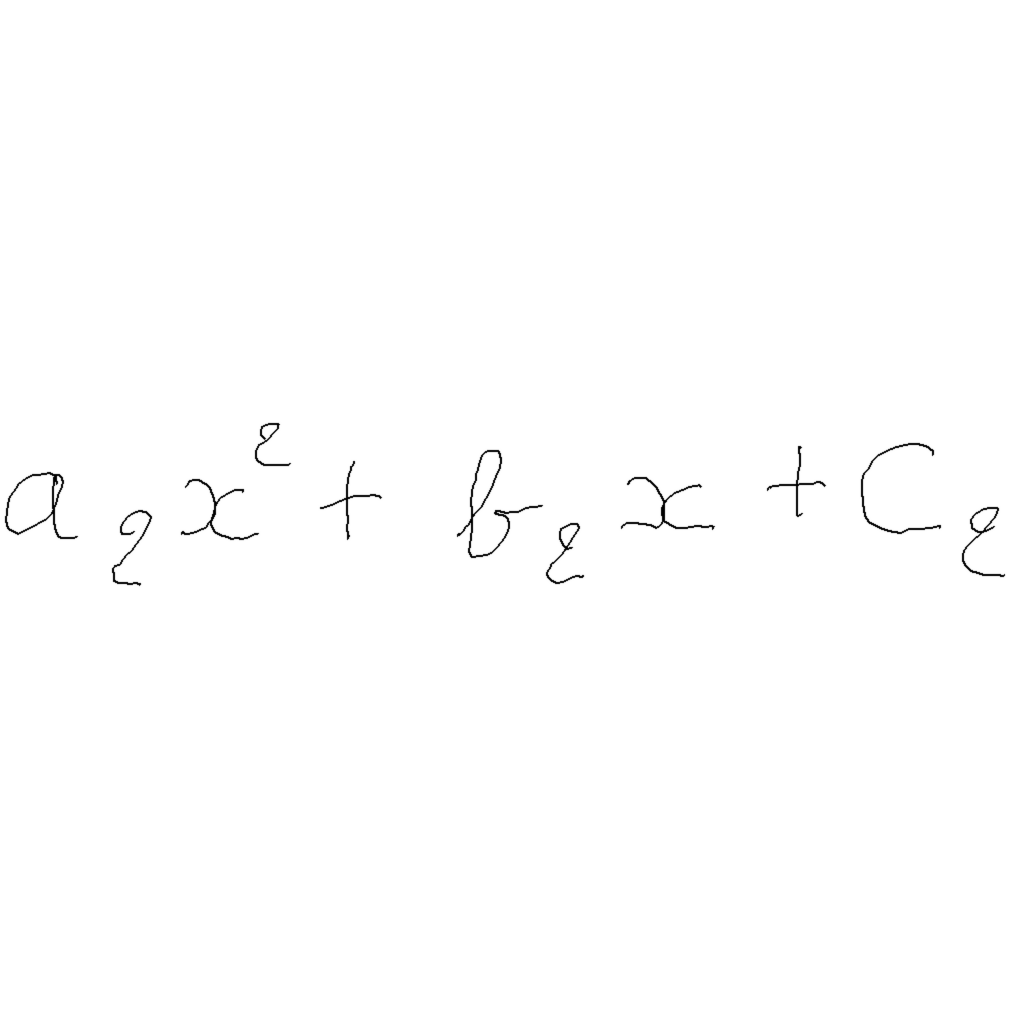 a₂x² + b₂x + C₂